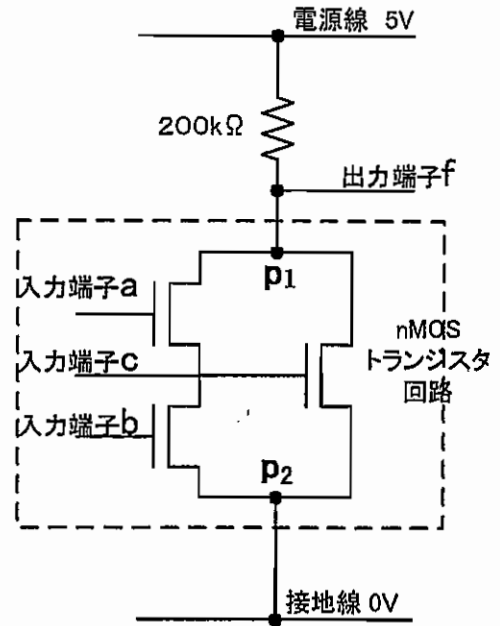 電源線 5V
200kΩ
出力端子f
p1
入力端子a
nMOS
トランジスタ
回路
入力端子c
入力端子b
p2
接地線 0V